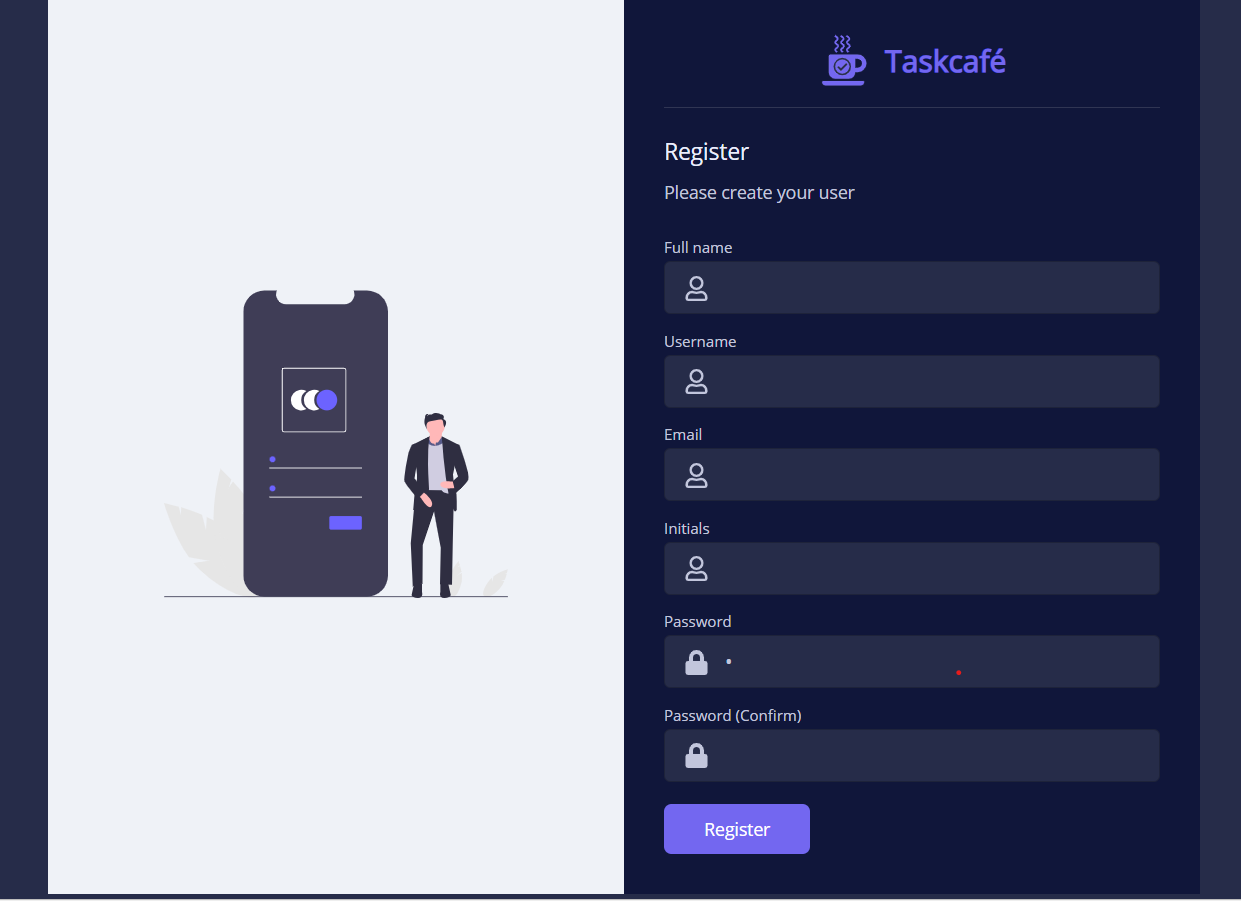 Taskcafé
Register
Please create your user
Full name
Username
Email
Initials
Password
•
Password (Confirm)
Register